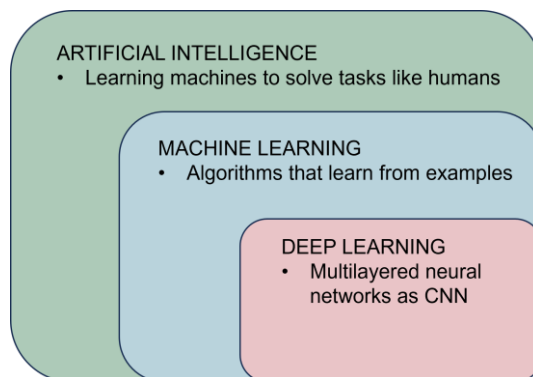 ARTIFICIAL INTELLIGENCE
• Learning machines to solve tasks like humans
MACHINE LEARNING
• Algorithms that learn from examples
DEEP LEARNING
• Multilayered neural
networks as CNN